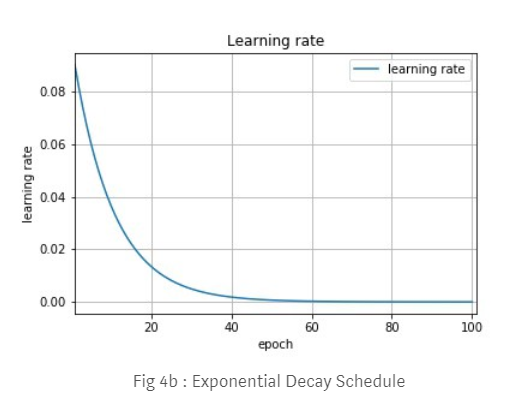 Learning rate
learning rate
0.08
0.06
0.04
0.02
0.00
learning rate
20
40
60
80
100
epoch
Fig 4b : Exponential Decay Schedule